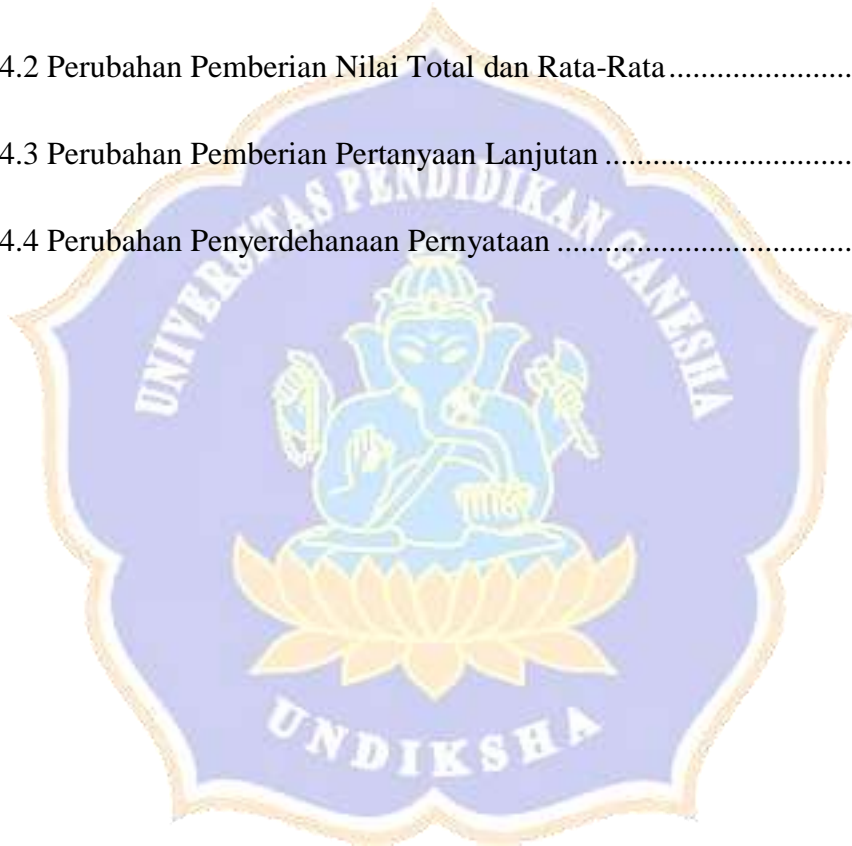 4.2 Perubahan Pemberian Nilai Total dan Rata-Rata......................
4.3 Perubahan Pemberian Pertanyaan Lanjutan ............................
4.4 Perubahan Penyerdehanaan Pernyataan .................................
UNIVERSITAS PENDIDIKAN GANESHA
UNDIKSHA